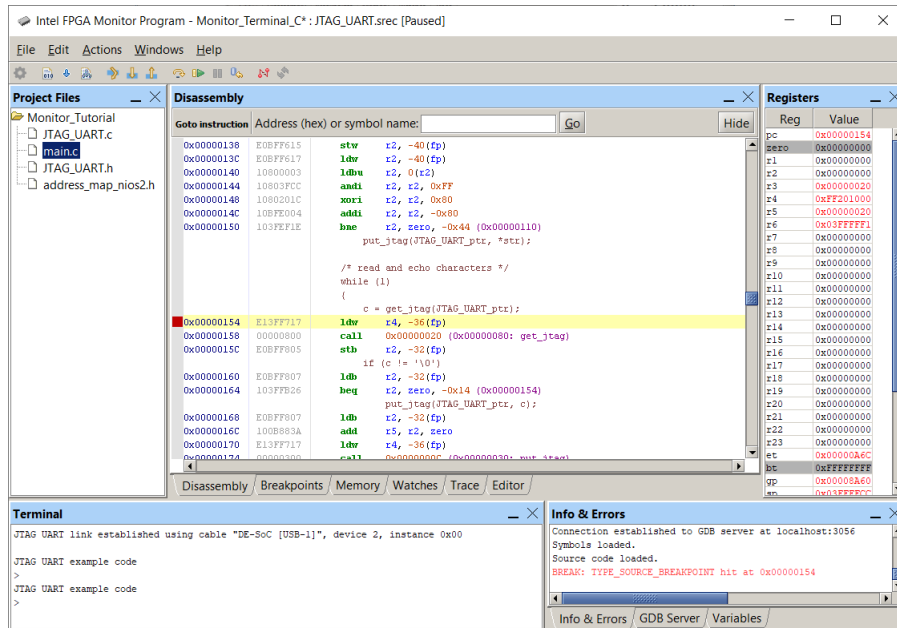 Intel FPGA Monitor Program - Monitor_Terminal_C* : JTAG_UART.srec [Paused]
File Edit Actions Windows Help
Project Files
Monitor_Tutorial
JTAG_UART.c
main.c
JTAG_UART.h
address_map_nios2.h
Disassembly
Goto instruction Address (hex) or symbol name: Go Hide
0x00000138 E0BFF615 stw r2, -40(fp)
0x0000013C E0BFF617 ldw r2, -40(fp)
0x00000140 10800003 ldbu r2, 0(r2)
0x00000144 10803FCC andi r2, r2, 0xFF
0x00000148 1080201C xori r2, r2, 0x80
0x0000014C 10BFE004 addi r2, r2, -0x80
0x00000150 103FEF1E bne r2, zero, -0x44 (0x00000110)
put_jtag(JTAG_UART_ptr, *str);
/* read and echo characters */
while (1)
{
c = get_jtag(JTAG_UART_ptr);
0x00000154 E13FF717 ldw r4, -36(fp)
0x00000158 00000800 call 0x00000020 (0x00000080: get_jtag)
0x0000015C E0BFF805 stb r2, -32(fp)
if (c != '\0')
0x00000160 E0BFF807 ldb r2, -32(fp)
0x00000164 103FFB26 beq r2, zero, -0x14 (0x00000154)
put_jtag(JTAG_UART_ptr, c);
0x00000168 E0BFF807 ldb r2, -32(fp)
0x0000016C 100B883A add r5, r2, zero
0x00000170 E13FF717 ldw r4, -36(fp)
0x00000174 00000300 call 0x0000000C (0x00000030: put_jtag)
Disassembly Breakpoints Memory Watches Trace Editor
Registers
Reg Value
pc 0x00000154
zero 0x00000000
r1 0x00000000
r2 0x00000000
r3 0x00000020
r4 0xFF201000
r5 0x00000020
r6 0x03FFFFF1
r7 0x00000000
r8 0x00000000
r9 0x00000000
r10 0x00000000
r11 0x00000000
r12 0x00000000
r13 0x00000000
r14 0x00000000
r15 0x00000000
r16 0x00000000
r17 0x00000000
r18 0x00000000
r19 0x00000000
r20 0x00000000
r21 0x00000000
r22 0x00000000
r23 0x00000000
et 0x00000A6C
bt 0xFFFFFFFF
gp 0x00008A60
sp 0x03FFFFCC
Terminal
JTAG UART link established using cable "DE-SoC [USB-1]", device 2, instance 0x00
JTAG UART example code
>
JTAG UART example code
>
Info & Errors
Connection established to GDB server at localhost:3056
Symbols loaded.
Source code loaded.
BREAK: TYPE_SOURCE_BREAKPOINT hit at 0x00000154
Info & Errors GDB Server Variables